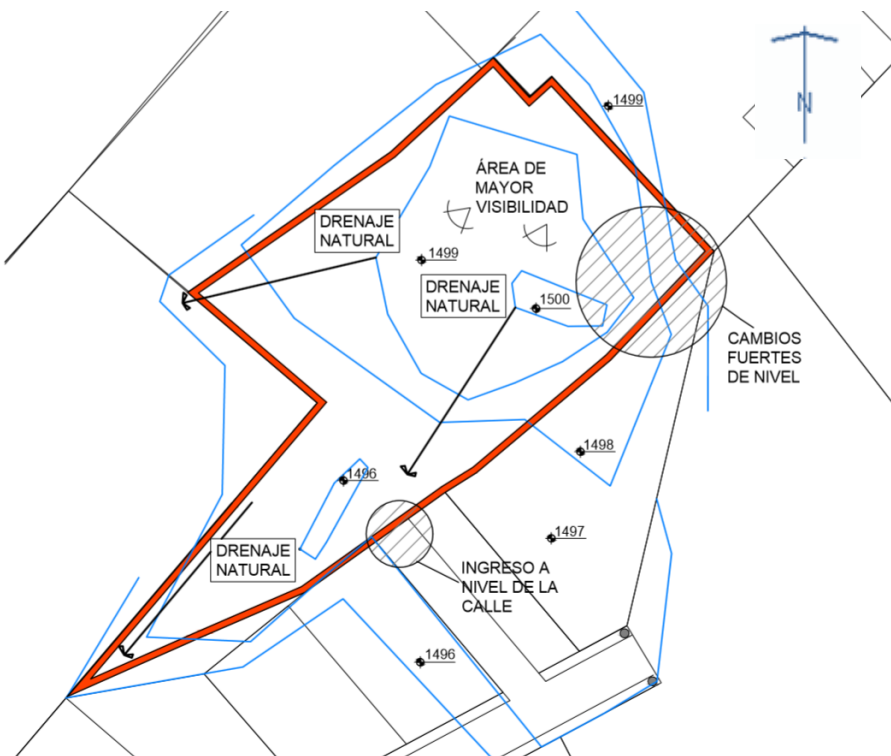 N
1499
ÁREA DE
MAYOR
VISIBILIDAD
DRENAJE
NATURAL
1499
DRENAJE
NATURAL
1500
CAMBIOS
FUERTES
DE NIVEL
1498
1496
1497
DRENAJE
NATURAL
INGRESO A
NIVEL DE LA
CALLE
1496